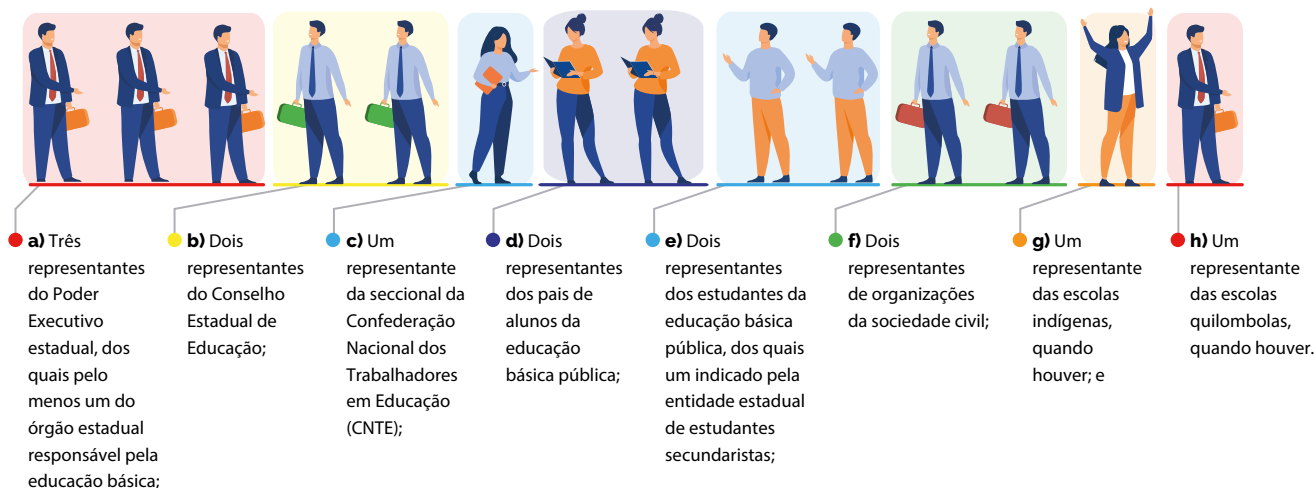 a) Três
representantes
do Poder
Executivo
estadual, dos
quais pelo
menos um do
órgão estadual
responsável pela
educação básica;
b) Dois
representantes
do Conselho
Estadual de
Educação;
c) Um
representante
da seccional da
Confederação
Nacional dos
Trabalhadores
em Educação
(CNTE);
d) Dois
representantes
dos pais de
alunos da
educação
básica pública;
e) Dois
representantes
dos estudantes da
educação básica
pública, dos quais
um indicado pela
entidade estadual
de estudantes
secundaristas;
f) Dois
representantes
de organizações
da sociedade civil;
g) Um
representante
das escolas
indígenas,
quando
houver; e
h) Um
representante
das escolas
quilombolas,
quando houver.